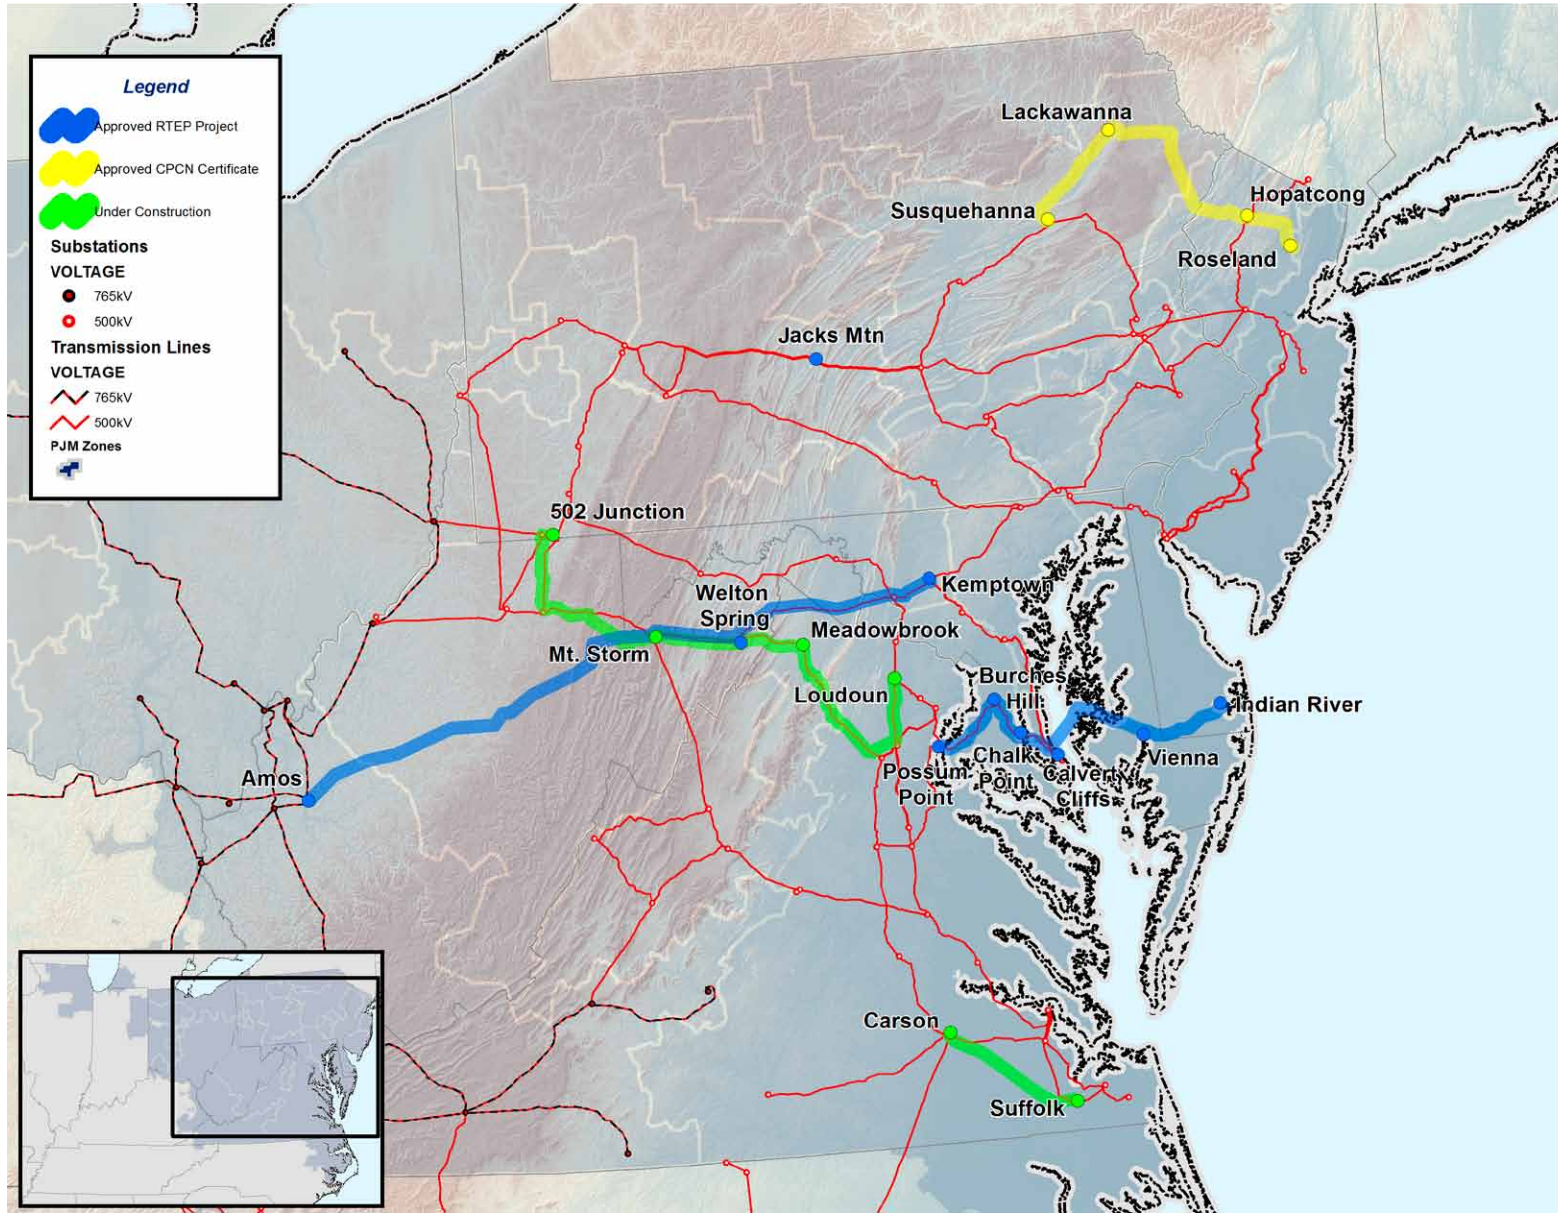 Legend
Approved RTEP Project
Approved CPCN Certificate
Under Construction
Substations
VOLTAGE
765kV
500kV
Transmission Lines
VOLTAGE
765kV
500kV
PJM Zones
Lackawanna
Hopatcong
Susquehanna
Roseland
Jacks Mtn
502 Junction
Kemptown
Welton
Spring
Meadowbrook
Mt. Storm
Loudoun
Burches
Hill
Indian River
Amos
Possum
Point
Chalk
Point
Calvert
Cliffs
Vienna
Carson
Suffolk